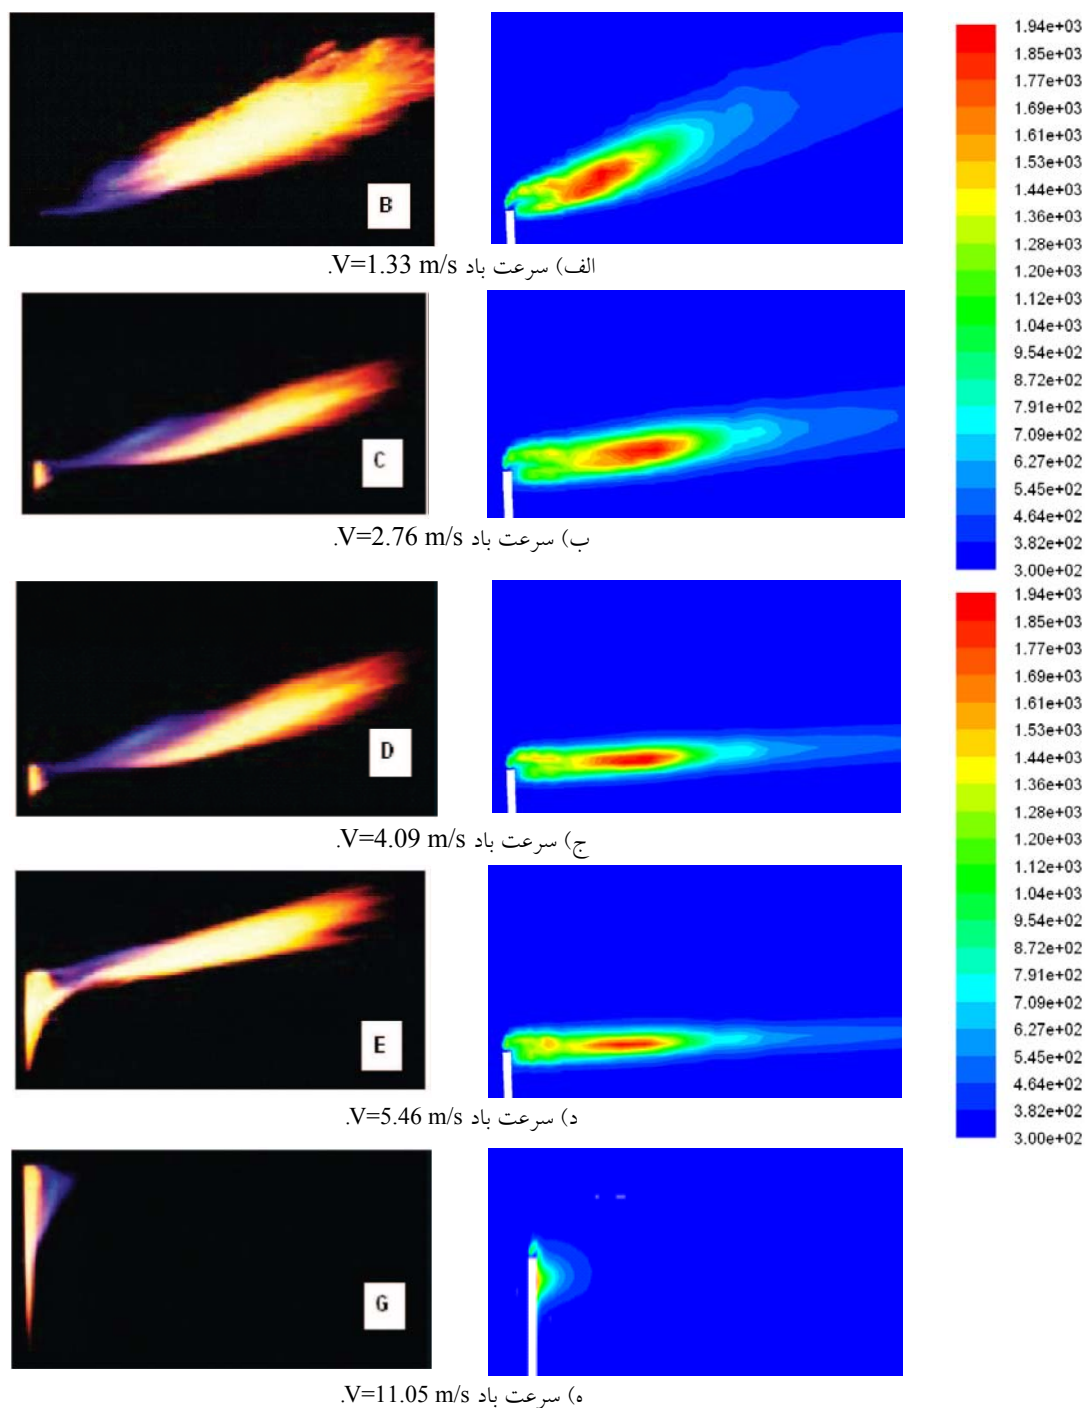 B
الف) سرعت باد V=1.33 m/s.
C
ب) سرعت باد V=2.76 m/s.
D
ج) سرعت باد V=4.09 m/s.
E
د) سرعت باد V=5.46 m/s.
G
ه) سرعت باد V=11.05 m/s.
1.94e+03
1.85e+03
1.77e+03
1.69e+03
1.61e+03
1.53e+03
1.44e+03
1.36e+03
1.28e+03
1.20e+03
1.12e+03
1.04e+03
9.54e+02
8.72e+02
7.91e+02
7.09e+02
6.27e+02
5.45e+02
4.64e+02
3.82e+02
3.00e+02
1.94e+03
1.85e+03
1.77e+03
1.69e+03
1.61e+03
1.53e+03
1.44e+03
1.36e+03
1.28e+03
1.20e+03
1.12e+03
1.04e+03
9.54e+02
8.72e+02
7.91e+02
7.09e+02
6.27e+02
5.45e+02
4.64e+02
3.82e+02
3.00e+02